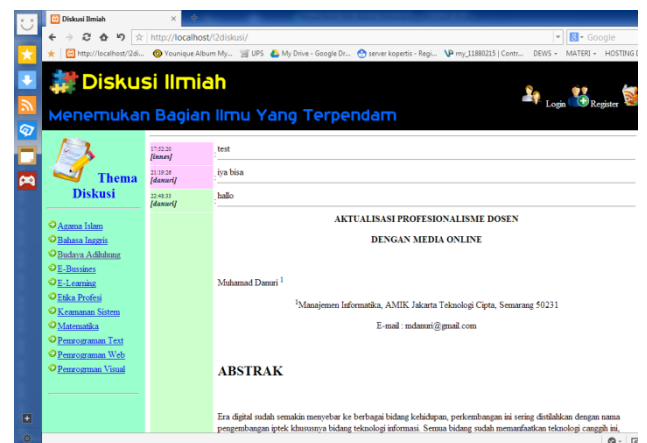 Diskusi Ilmiah
http://localhost/!2diskusi/
Google
http://localhost/!2di...
Younique Album My...
UPS
My Drive - Google Dr...
server kopertis - Regi...
my_11880215 | Contr...
DEWS
MATERI
HOSTING
Diskusi Ilmiah
Menemukan Bagian Ilmu Yang Terpendam
Login
Register
Thema
Diskusi
Agama Islam
Bahasa Inggris
Budaya Adiluhung
E-Bussines
E-Learning
Etika Profesi
Keamanan Sistem
Matematika
Pemrograman Text
Pemrograman Web
Pemrogrman Visual
17:52:20
[innes]
: test
21:19:26
[danuri]
: iya bisa
22:48:33
[danuri]
: hallo
AKTUALISASI PROFESIONALISME DOSEN
DENGAN MEDIA ONLINE
Muhamad Danuri 1
1Manajemen Informatika, AMIK Jakarta Teknologi Cipta, Semarang 50231
E-mail : mdanuri@gmail.com
ABSTRAK
Era digital sudah semakin menyebar ke berbagai bidang kehidupan, perkembangan ini sering diistilahkan dengan nama
pengembangan iptek khususnya bidang teknologi informasi. Semua bidang sudah memanfaatkan teknologi canggih ini,